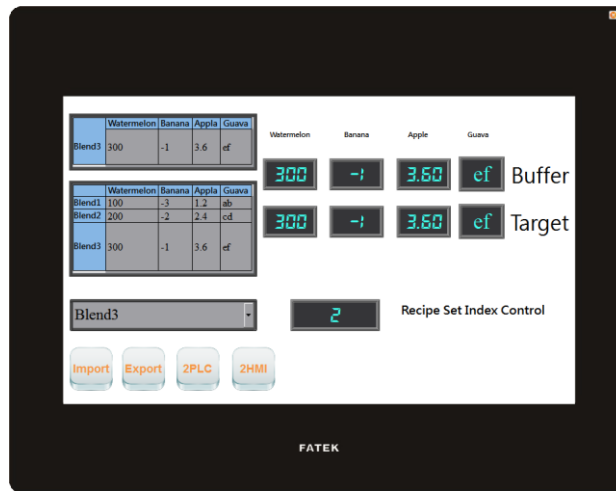 Watermelon Banana Appla Guava
Blend3 300 -1 3.6 ef
Watermelon Banana Apple Guava
300 -1 3.60 ef Buffer
Watermelon Banana Appla Guava
Blend1 100 -3 1.2 ab
Blend2 200 -2 2.4 cd
Blend3 300 -1 3.6 ef
300 -1 3.60 ef Target
Blend3 2 Recipe Set Index Control
Import Export 2PLC 2HMI
FATEK